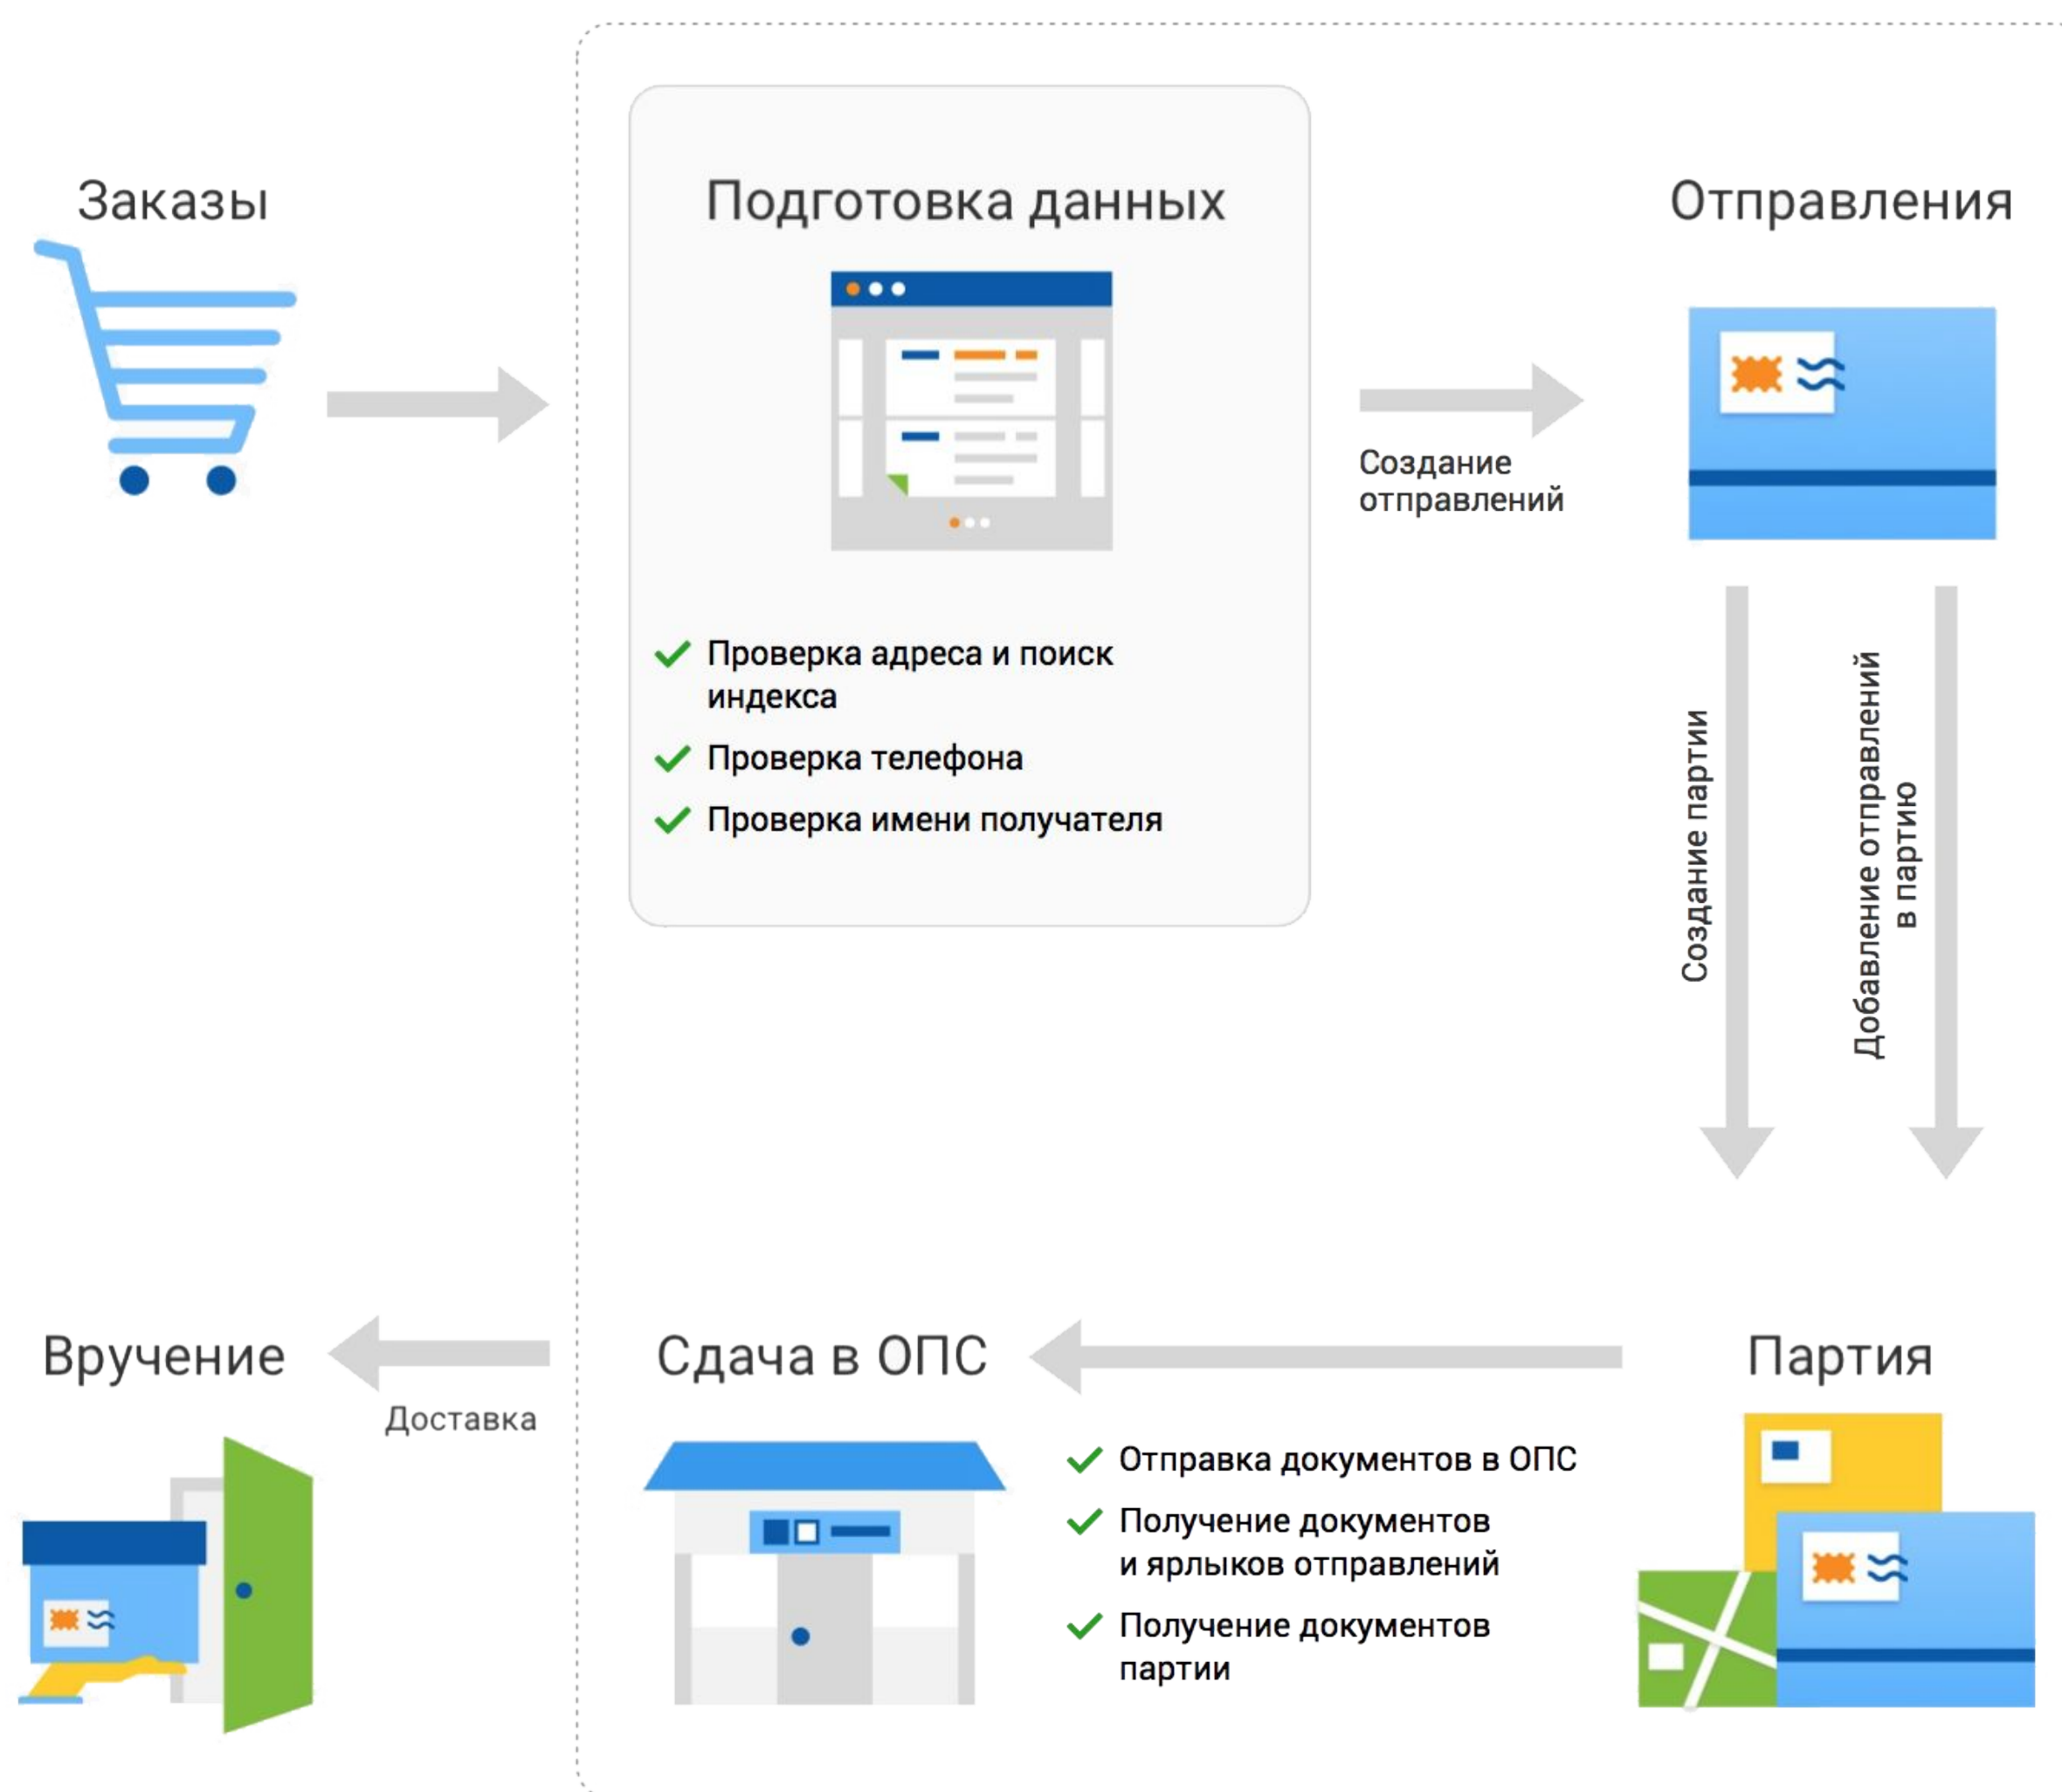 Заказы
Подготовка данных
Отправления
Создание
отправлений
Проверка адреса и поиск
индекса
Проверка телефона
Проверка имени получателя
Создание партии
Добавление отправлений
в партию
Вручение
Доставка
Сдача в ОПС
Партия
Отправка документов в ОПС
Получение документов
и ярлыков отправлений
Получение документов
партии